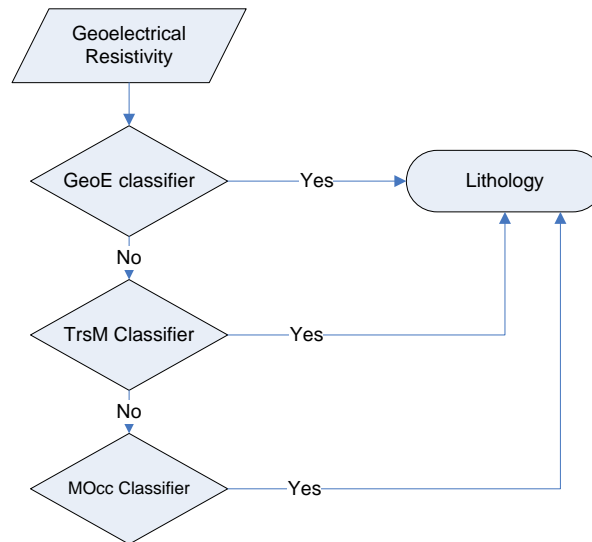 Geoelectrical
Resistivity
GeoE classifier
Yes
Lithology
No
TrsM Classifier
Yes
No
MOcc Classifier
Yes